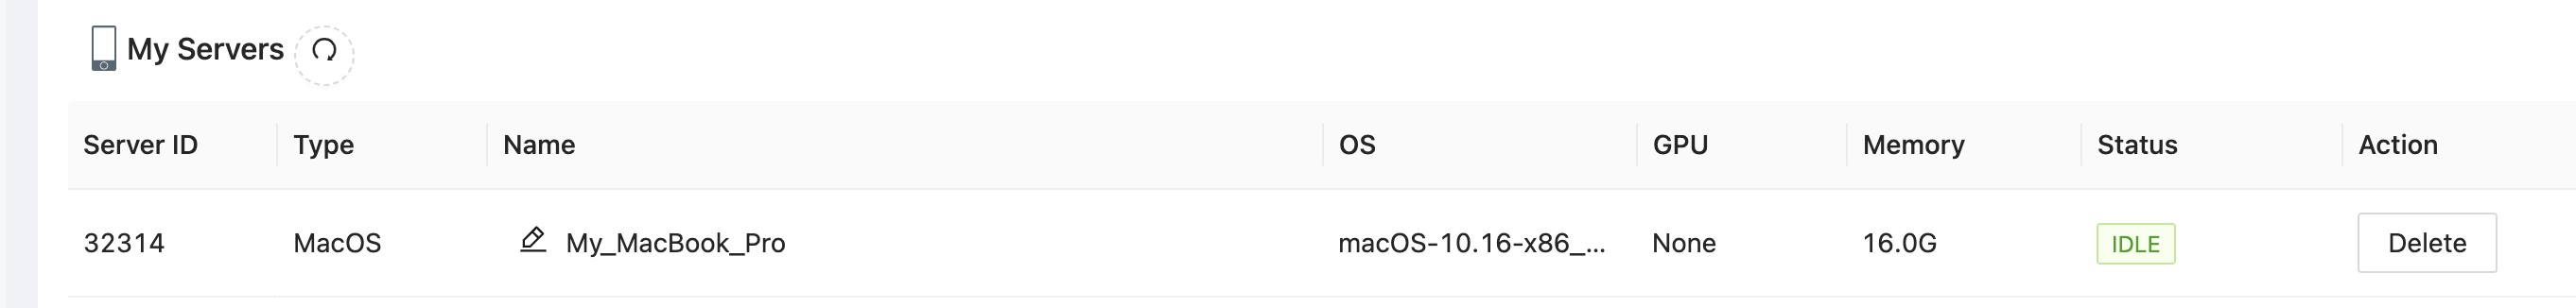 My Servers
Server ID Type Name OS GPU Memory Status Action
32314 MacOS My_MacBook_Pro macOS-10.16-x86_... None 16.0G IDLE Delete